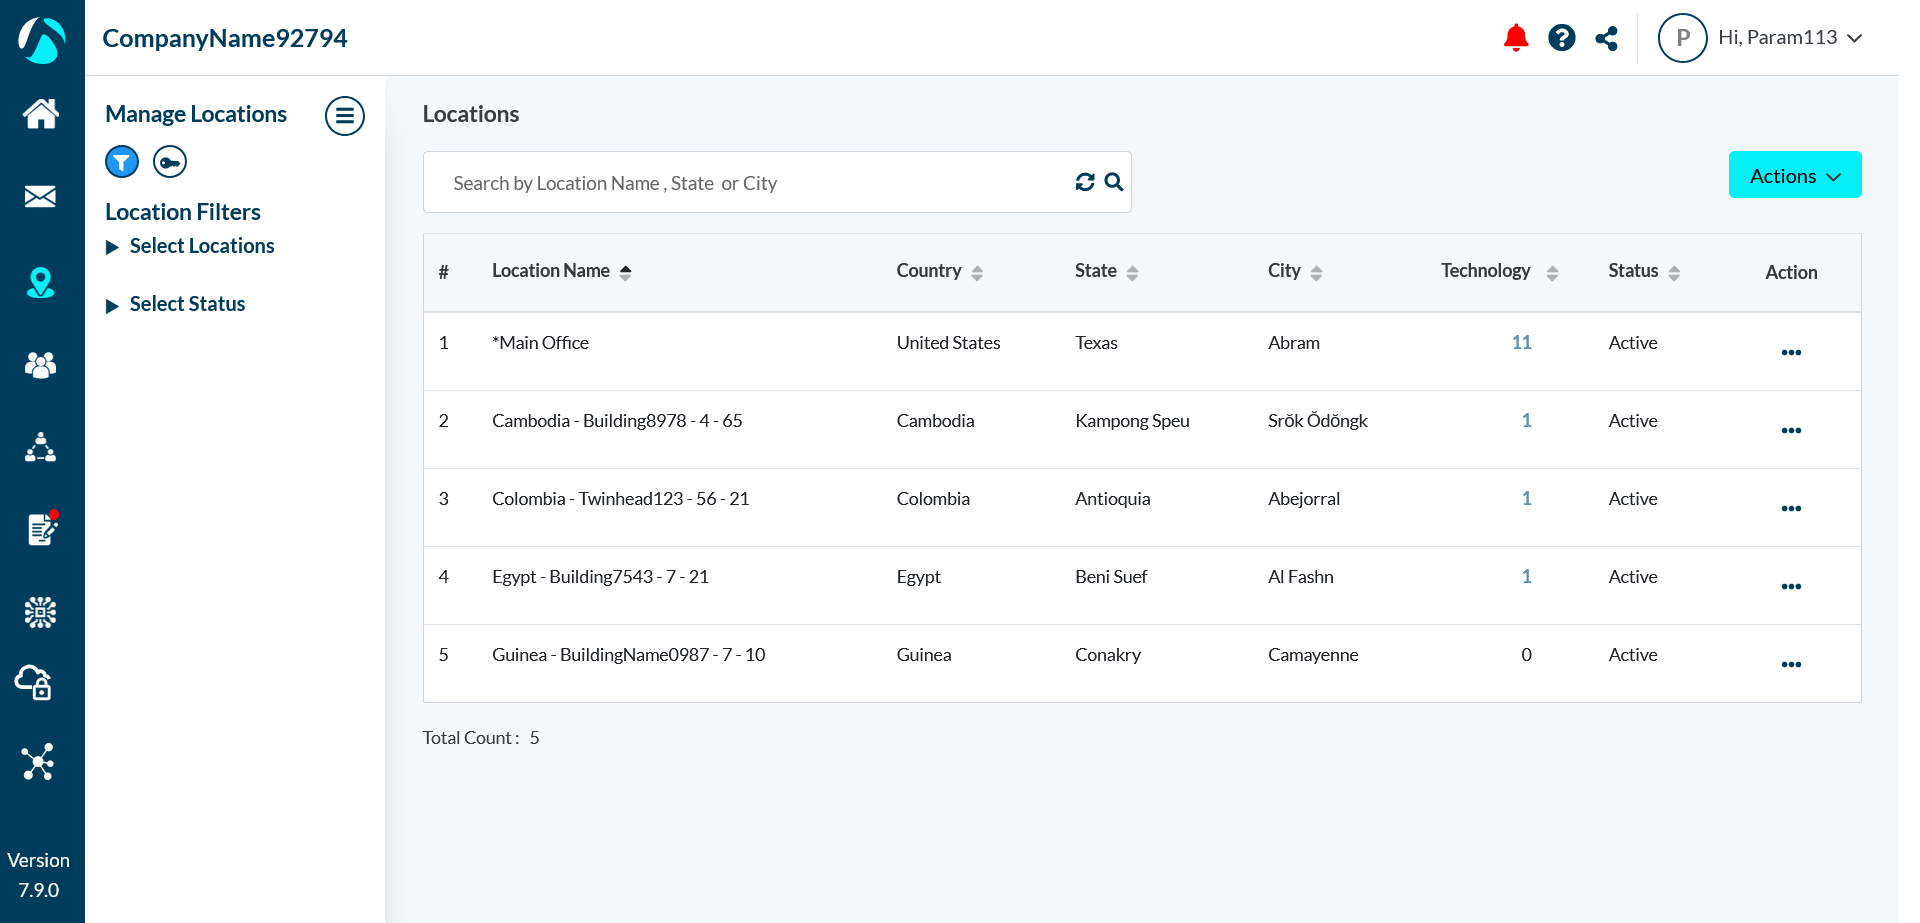 CompanyName92794
P Hi, Param113
Manage Locations
Location Filters
Select Locations
Select Status
Version
7.9.0
Locations
Search by Location Name , State or City
Actions
# Location Name Country State City Technology Status Action
1 *Main Office United States Texas Abram 11 Active
2 Cambodia - Building8978 - 4 - 65 Cambodia Kampong Speu Srŏk Ŏdŏngk 1 Active
3 Colombia - Twinhead123 - 56 - 21 Colombia Antioquia Abejorral 1 Active
4 Egypt - Building7543 - 7 - 21 Egypt Beni Suef Al Fashn 1 Active
5 Guinea - BuildingName0987 - 7 - 10 Guinea Conakry Camayenne 0 Active
Total Count : 5